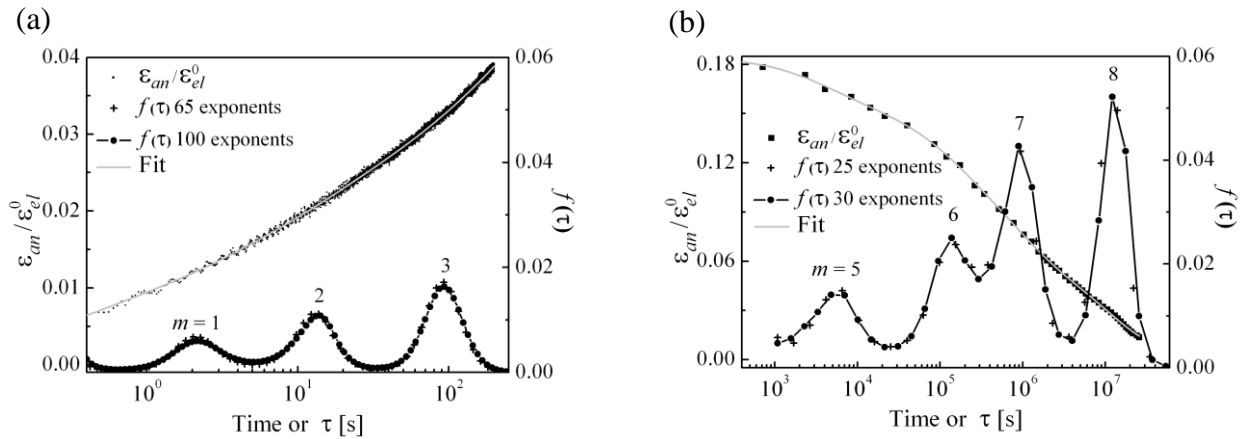 (a)
0.04
0.03
0.02
0.01
0.00
ε_an/ε_el^0
ε_an/ε_el^0
f(τ) 65 exponents
f(τ) 100 exponents
Fit
m = 1
2
3
0.06
0.04
0.02
0.00
f(τ)
10^0
10^1
10^2
Time or τ [s]
(b)
0.18
0.12
0.06
0.00
ε_an/ε_el^0
ε_an/ε_el^0
f(τ) 25 exponents
f(τ) 30 exponents
Fit
m = 5
6
7
8
0.06
0.04
0.02
0.00
f(τ)
10^3
10^4
10^5
10^6
10^7
Time or τ [s]